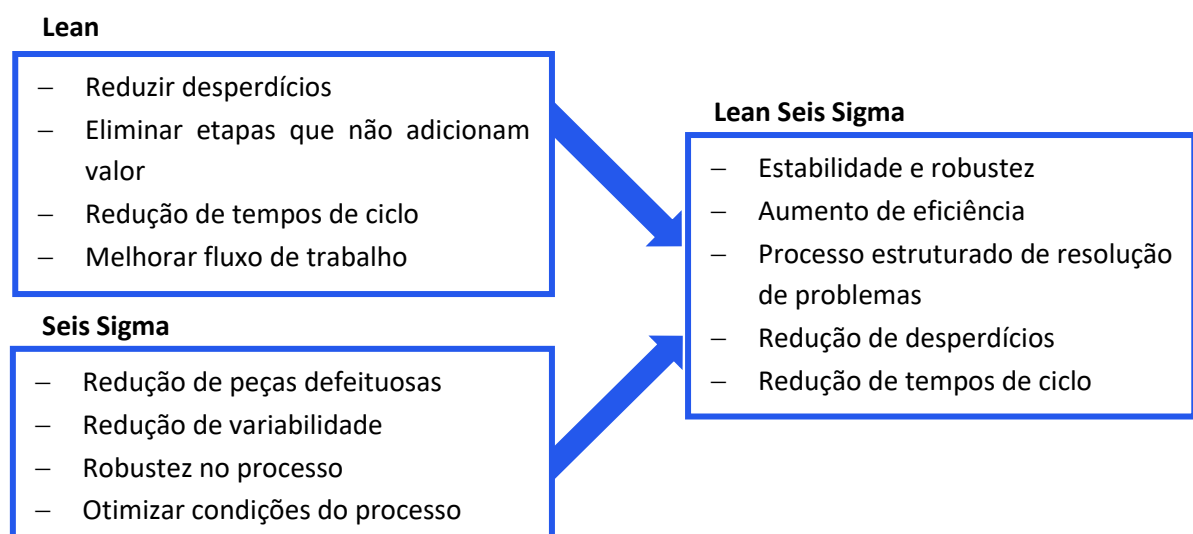 Lean
– Reduzir desperdícios
– Eliminar etapas que não adicionam
valor
– Redução de tempos de ciclo
– Melhorar fluxo de trabalho
Seis Sigma
– Redução de peças defeituosas
– Redução de variabilidade
– Robustez no processo
– Otimizar condições do processo
Lean Seis Sigma
– Estabilidade e robustez
– Aumento de eficiência
– Processo estruturado de resolução
de problemas
– Redução de desperdícios
– Redução de tempos de ciclo